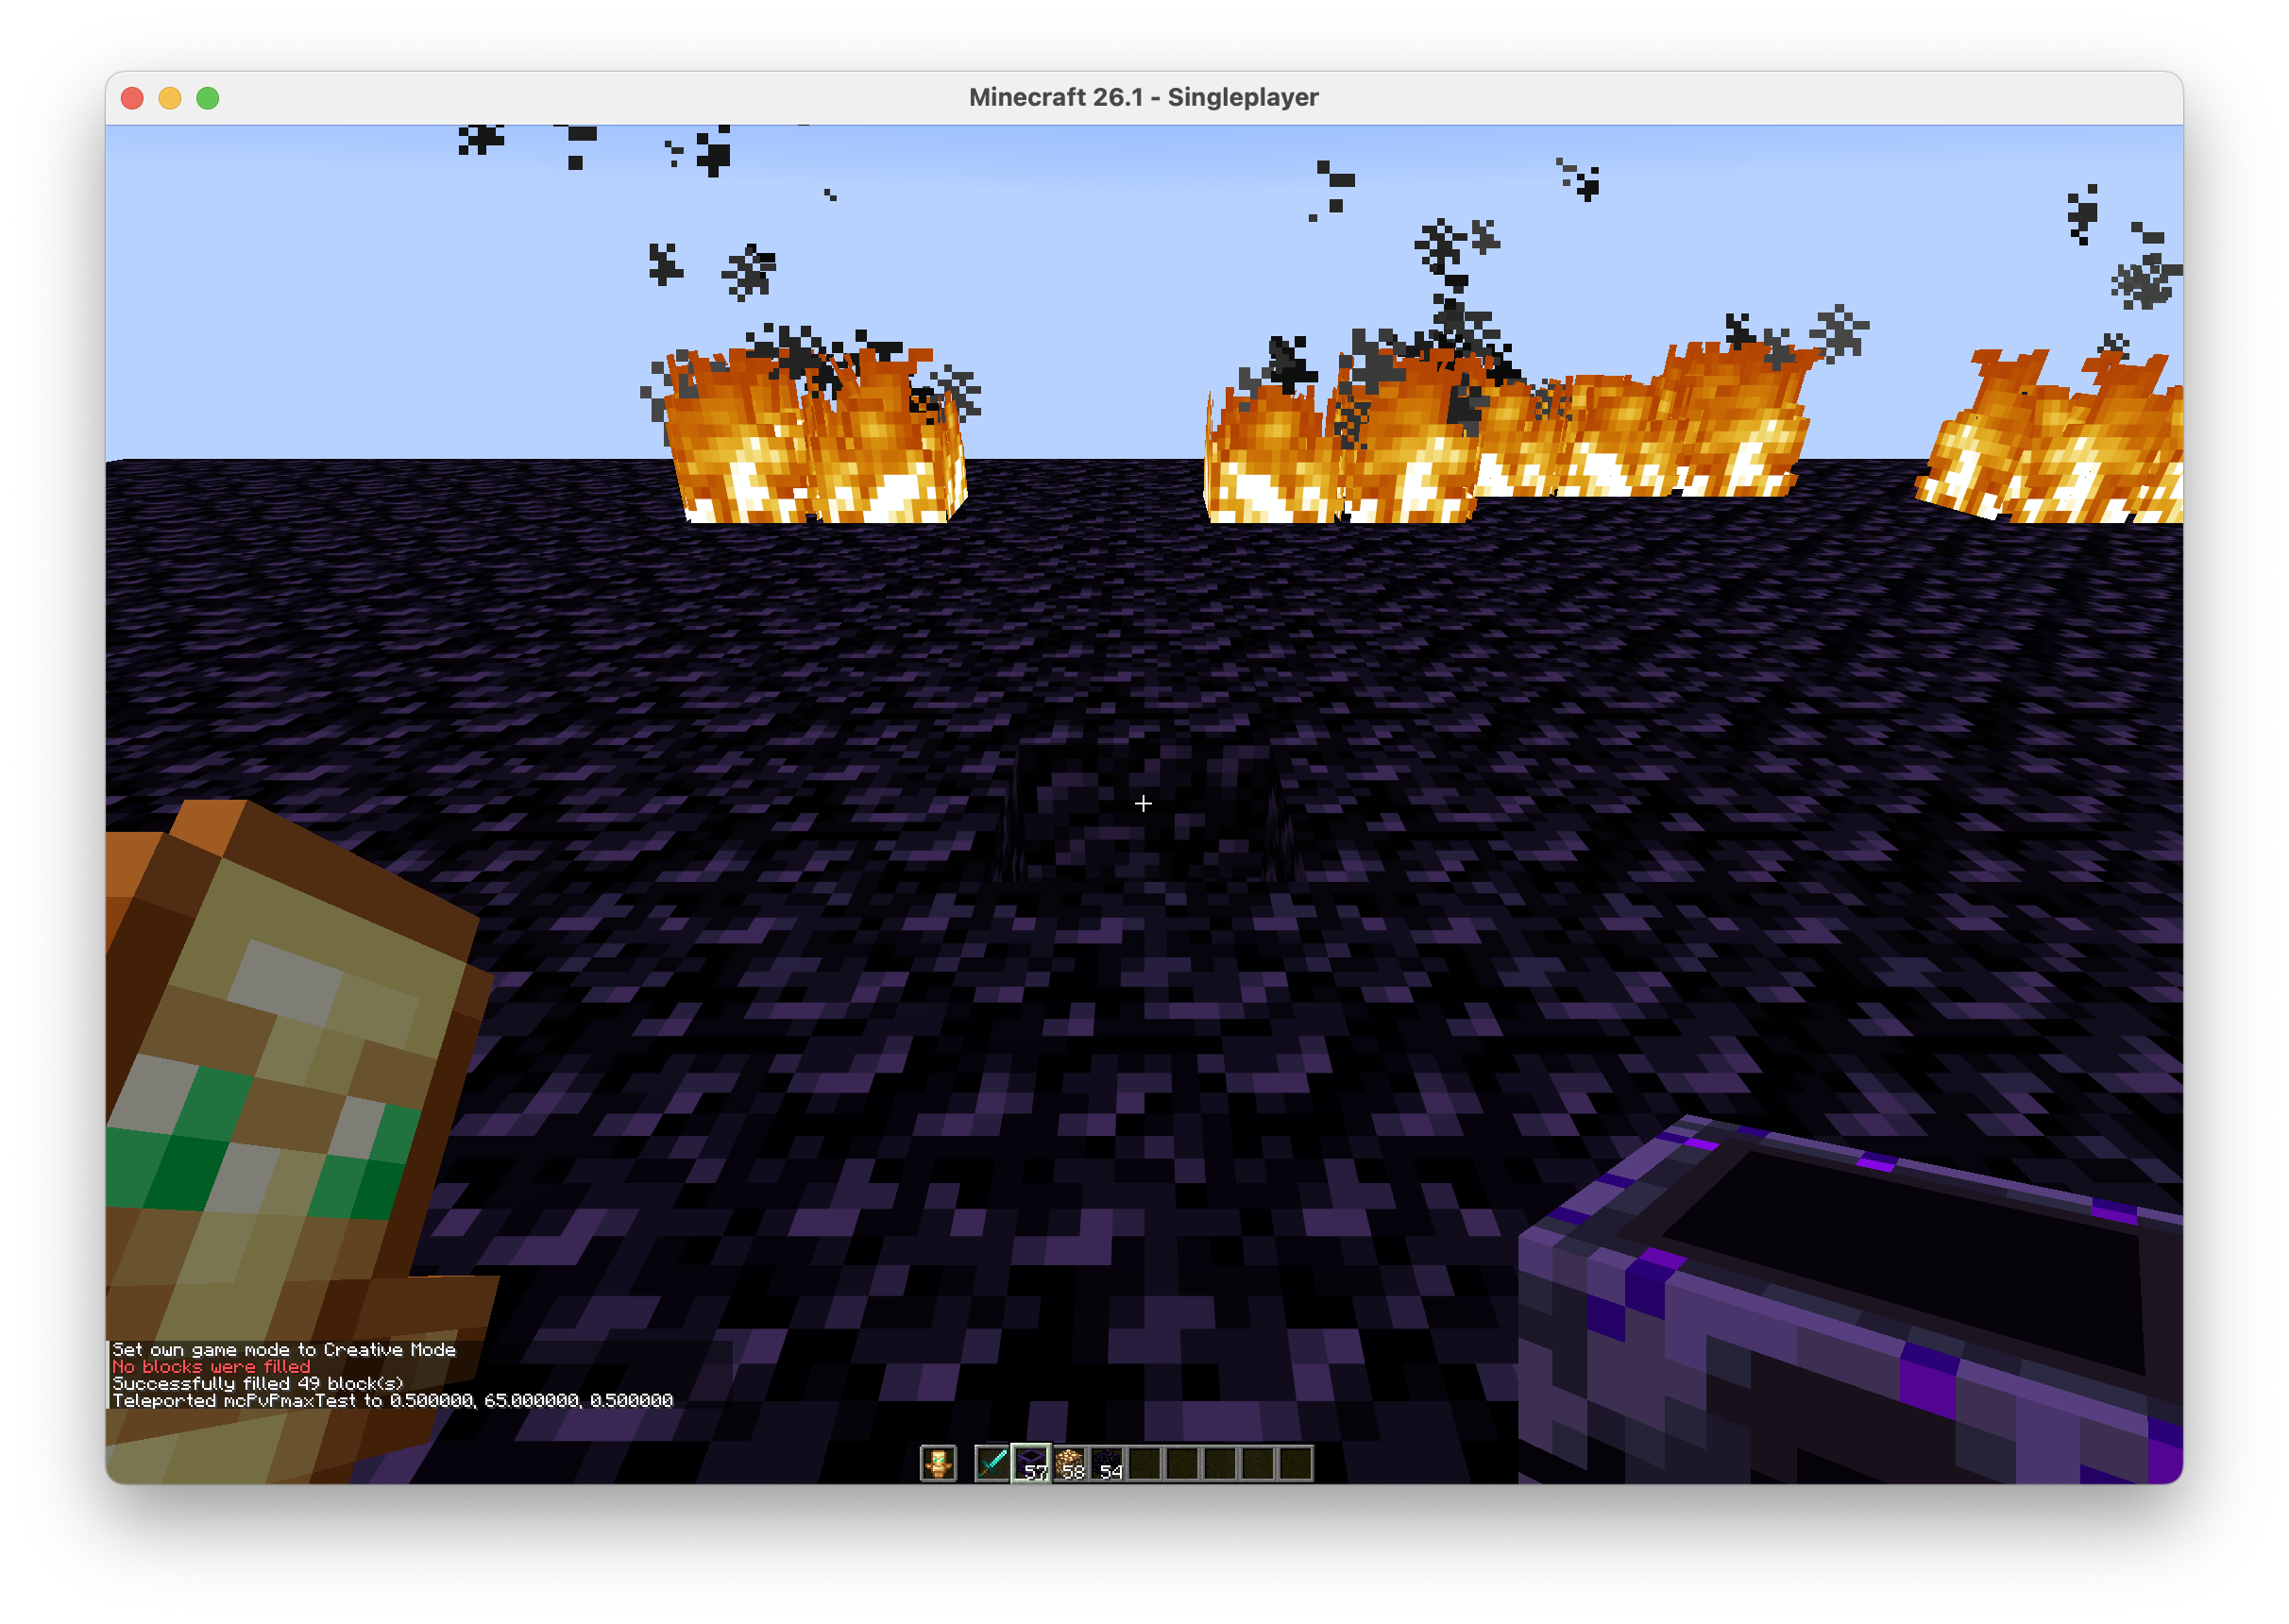 Minecraft 26.1 - Singleplayer
Set own game mode to Creative Mode
No blocks were filled
Successfully filled 49 block(s)
Teleported mcPvPmaxTest to 0.500000, 65.000000, 0.500000
57 58 54